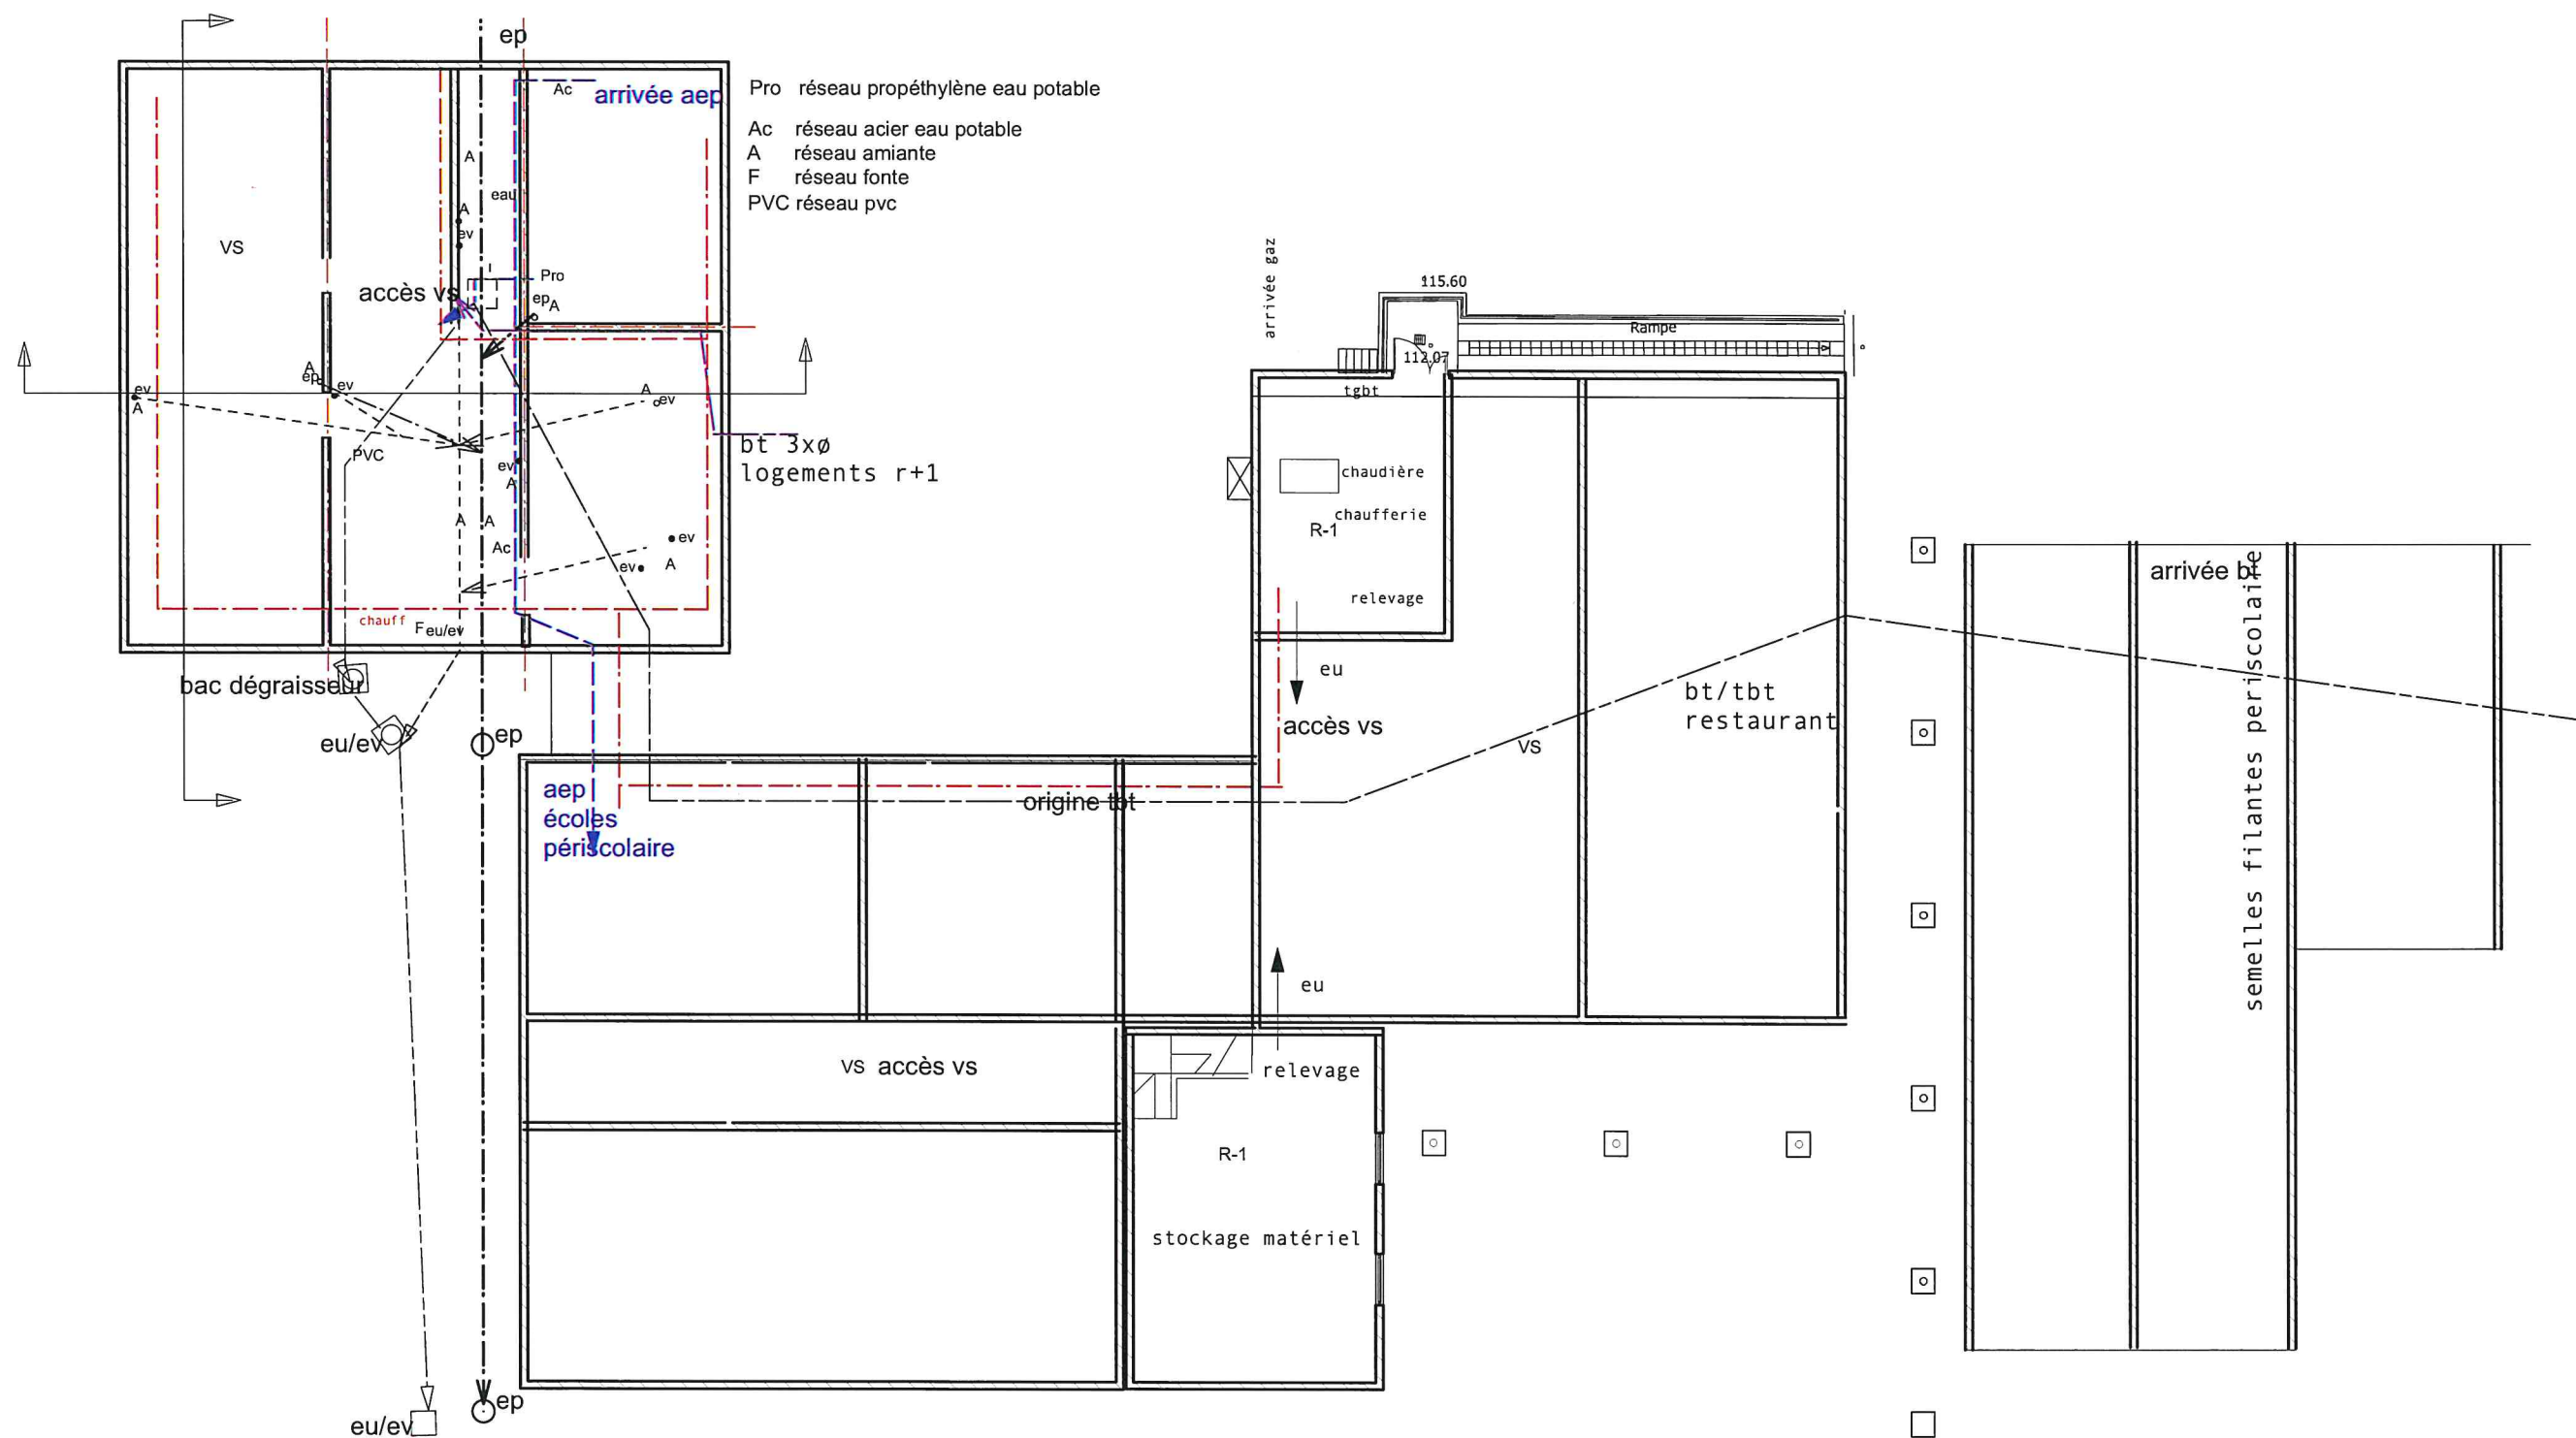 ep
Ac
arrivée aep
Pro réseau propéthylène eau potable
Ac réseau acier eau potable
A réseau amiante
F réseau fonte
PVC réseau pvc
A
eau
A
ev
VS
accès vs
Pro
ep
A
arrivée gaz
115.60
Rampe
112.07
tgbt
A
ep
ev
ev
A
A
ev
PVC
ev
A
bt 3xø
logements r+1
chaudière
chaufferie
R-1
relevage
A
A
Ac
ev
ev
A
chauff
F eu/ev
arrivée bt
semelles filantes periscolaire
bac dégraisseur
eu/ev
ep
eu
accès vs
bt/tbt
restaurant
VS
aep
écoles
périscolaire
origine tbt
eu
VS accès vs
relevage
R-1
stockage matériel
ep
eu/ev